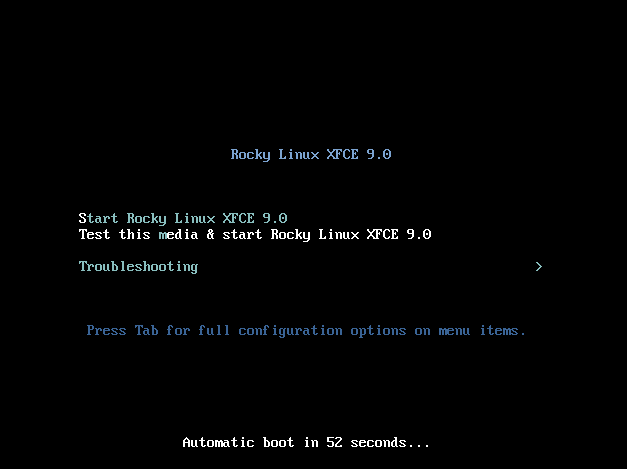 Rocky Linux XFCE 9.0
Start Rocky Linux XFCE 9.0
Test this media & start Rocky Linux XFCE 9.0
Troubleshooting >
Press Tab for full configuration options on menu items.
Automatic boot in 52 seconds...